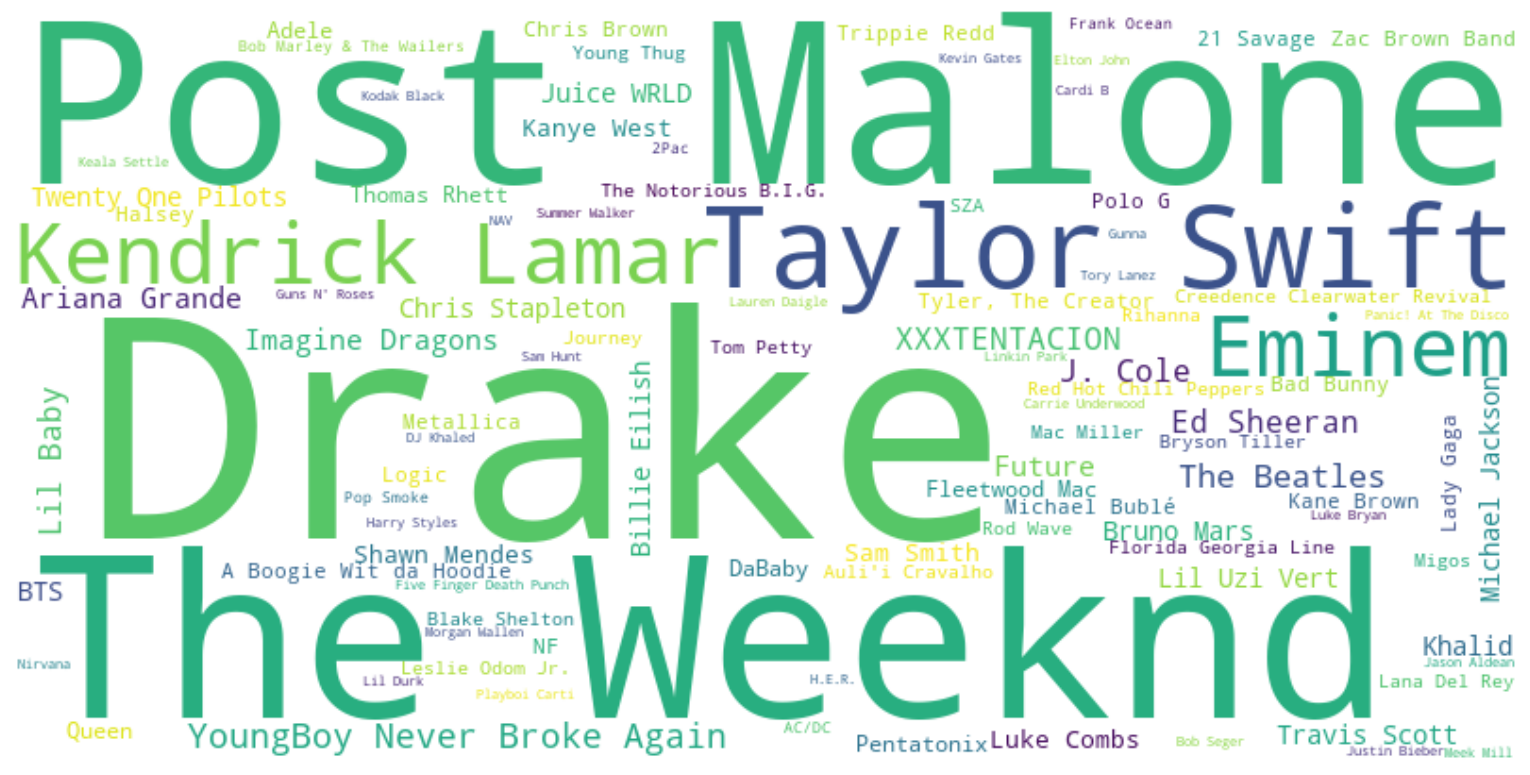 Post Malone
Adele
Bob Marley & The Wailers
Chris Brown
Young Thug
Trippie Redd
Frank Ocean
21 Savage
Zac Brown Band
Kevin Gates
Elton John
Kodak Black
Juice WRLD
Cardi B
Kanye West
2Pac
Keala Settle
Twenty One Pilots
Thomas Rhett
The Notorious B.I.G.
Polo G
Halsey
NAV
Summer Walker
SZA
Kendrick Lamar
Taylor Swift
Gunna
Tory Lanez
Ariana Grande
Guns N' Roses
Chris Stapleton
Lauren Daigle
Tyler, The Creator
Creedence Clearwater Revival
Rihanna
Panic! At The Disco
Drake
Imagine Dragons
Journey
Sam Hunt
Tom Petty
XXXTENTACION
Linkin Park
Eminem
J. Cole
Red Hot Chili Peppers
Bad Bunny
Carrie Underwood
Lil Baby
Metallica
DJ Khaled
Billie Eilish
Mac Miller
Ed Sheeran
Bryson Tiller
Lady Gaga
Michael Jackson
Logic
Future
The Beatles
Pop Smoke
Fleetwood Mac
Michael Bublé
Kane Brown
Luke Bryan
Harry Styles
Rod Wave
Bruno Mars
Shawn Mendes
Sam Smith
Florida Georgia Line
The Weeknd
A Boogie Wit da Hoodie
DaBaby
Auli'i Cravalho
Lil Uzi Vert
Migos
BTS
Five Finger Death Punch
Blake Shelton
Morgan Wallen
NF
Khalid
Nirvana
Leslie Odom Jr.
Jason Aldean
Lil Durk
Playboi Carti
H.E.R.
Lana Del Rey
Queen
YoungBoy Never Broke Again
AC/DC
Pentatonix
Luke Combs
Bob Seger
Travis Scott
Justin Bieber
Meek Mill